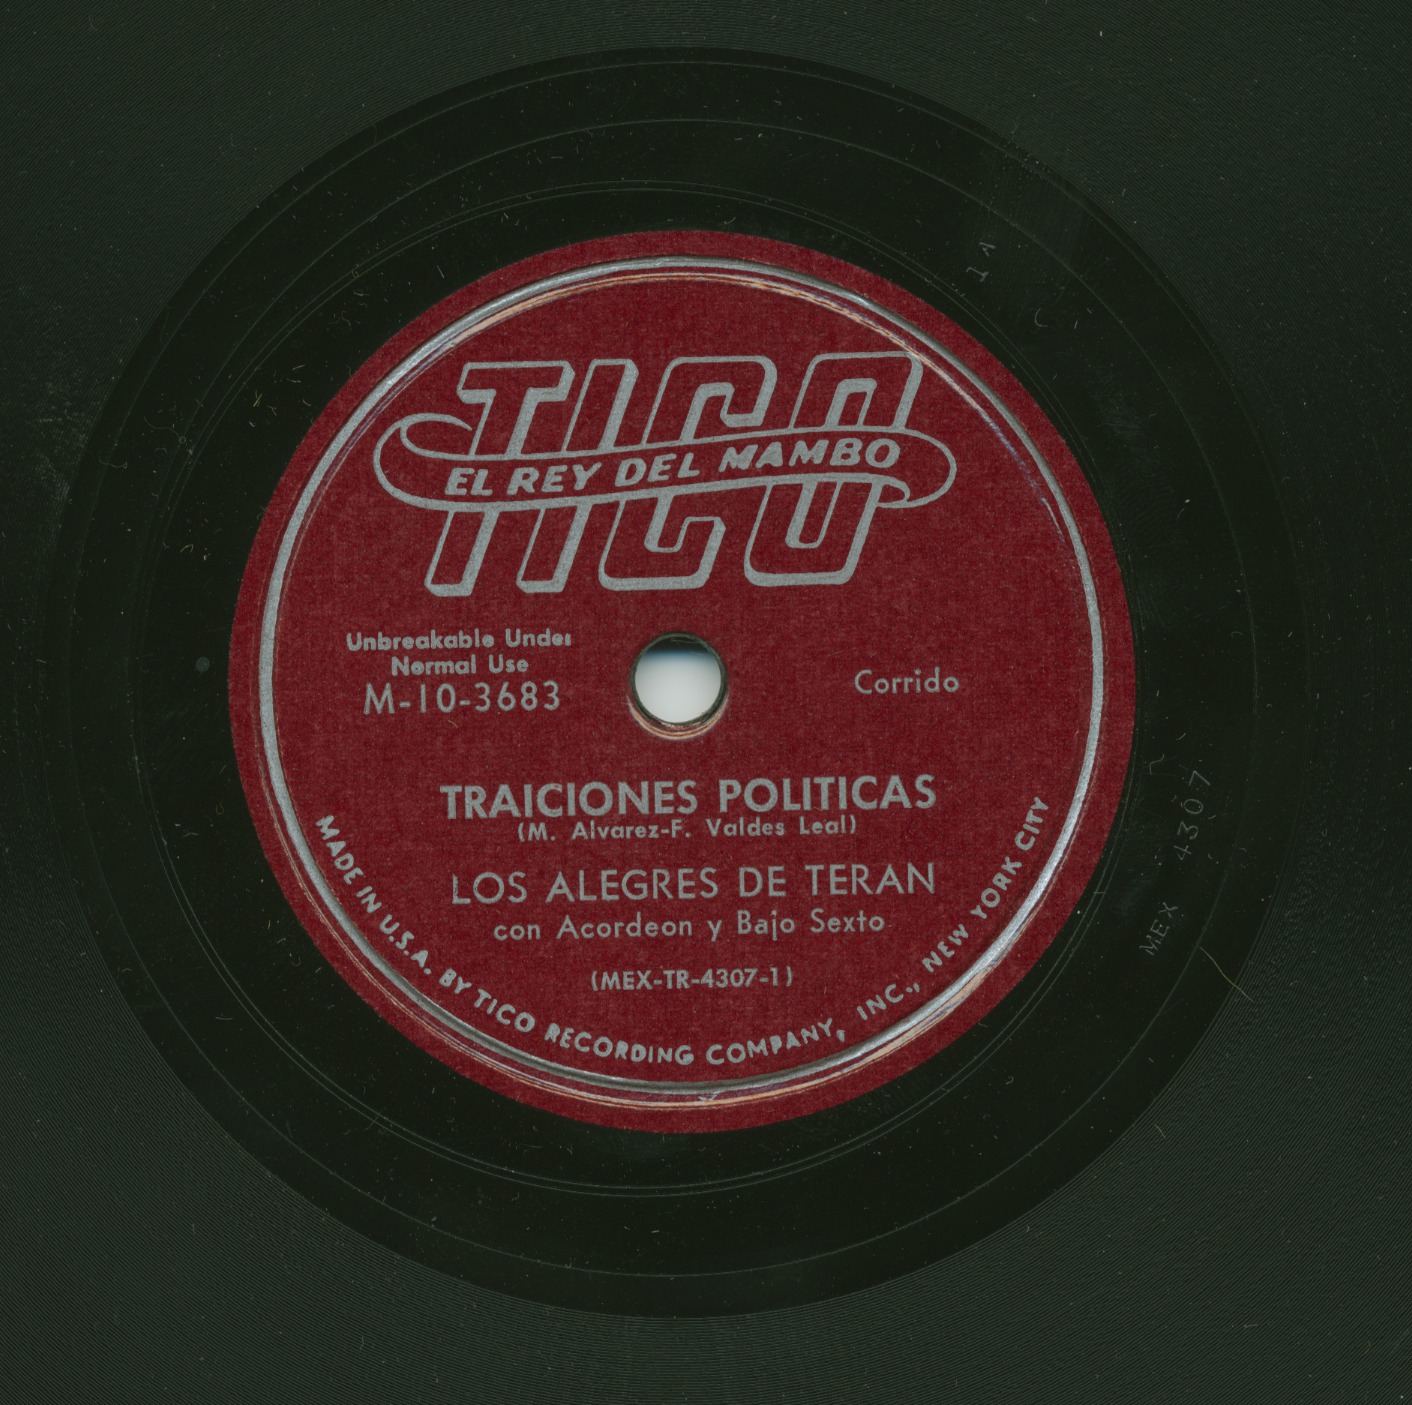 TICO
EL REY DEL MAMBO
Unbreakable Under
Normal Use
M-10-3683
Corrido
TRAICIONES POLITICAS
(M. Alvarez-F. Valdes Leal)
LOS ALEGRES DE TERAN
con Acordeon y Bajo Sexto
(MEX-TR-4307-1)
MADE IN U.S.A. BY TICO RECORDING COMPANY, INC., NEW YORK CITY
MEX 4307